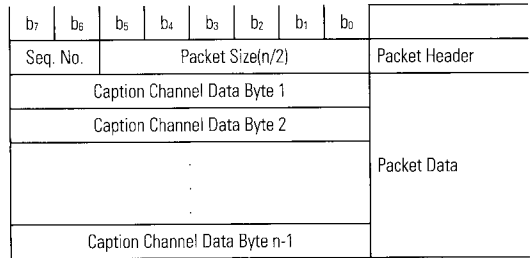 b7 b6 b5 b4 b3 b2 b1 b0
Seq. No. Packet Size(n/2) Packet Header
Caption Channel Data Byte 1
Caption Channel Data Byte 2
Packet Data
.
.
.
Caption Channel Data Byte n-1